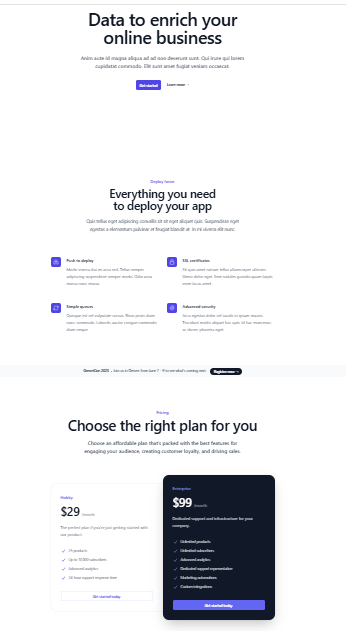 Data to enrich your
online business
Anim aute id magna aliqua ad ad non deserunt sunt. Qui irure qui lorem
cupidatat commodo. Elit sunt amet fugiat veniam occaecat.
Get started
Learn more →
Deploy faster
Everything you need
to deploy your app
Quis tellus eget adipiscing convallis sit sit eget aliquet quis. Suspendisse eget
egestas a elementum pulvinar et feugiat blandit at. In mi viverra elit nunc.
Push to deploy
Morbi viverra dui mi arcu sed. Tellus semper
adipiscing suspendisse semper morbi. Odio urna
massa nunc massa.
SSL certificates
Sit quis amet rutrum tellus ullamcorper ultricies.
Gravida dolor eget. Sem sodales gravida quam turpis
enim lacus amet.
Simple queues
Quisque est vel vulputate cursus. Risus proin diam
nunc commodo. Lobortis auctor congue commodo
diam neque.
Advanced security
Arcu egestas dolor vel iaculis in ipsum mauris.
Tincidunt mattis aliquet hac quis. Id hac maecenas
ac donec pharetra eget.
GeneriCon 2023 • Join us in Denver from June 7 – 9 to see what's coming next.
Register now →
Pricing
Choose the right plan for you
Choose an affordable plan that's packed with the best features for
engaging your audience, creating customer loyalty, and driving sales.
Hobby
$29 /month
The perfect plan if you're just getting started with
our product.
25 products
Up to 10,000 subscribers
Advanced analytics
24-hour support response time
Get started today
Enterprise
$99 /month
Dedicated support and infrastructure for your
company.
Unlimited products
Unlimited subscribers
Advanced analytics
Dedicated support representative
Marketing automations
Custom integrations
Get started today